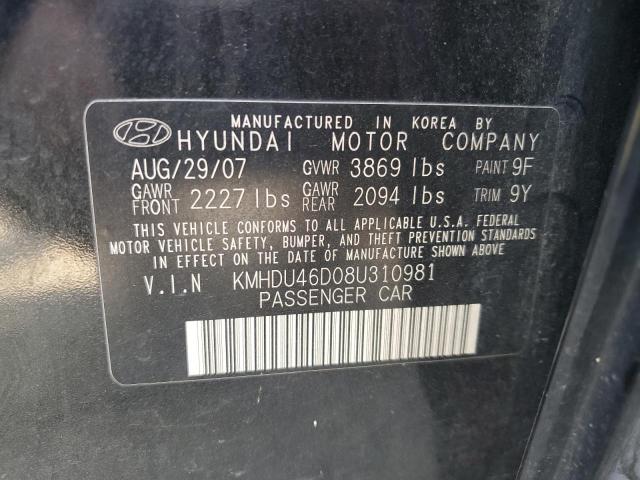 MANUFACTURED IN KOREA BY
HYUNDAI MOTOR COMPANY
AUG/29/07 GVWR 3869 lbs PAINT 9F
GAWR FRONT 2227 lbs GAWR REAR 2094 lbs TRIM 9Y
THIS VEHICLE CONFORMS TO ALL APPLICABLE U.S.A. FEDERAL
MOTOR VEHICLE SAFETY, BUMPER, AND THEFT PREVENTION STANDARDS
IN EFFECT ON THE DATE OF MANUFACTURE SHOWN ABOVE
V.I.N KMHDU46D08U310981
PASSENGER CAR